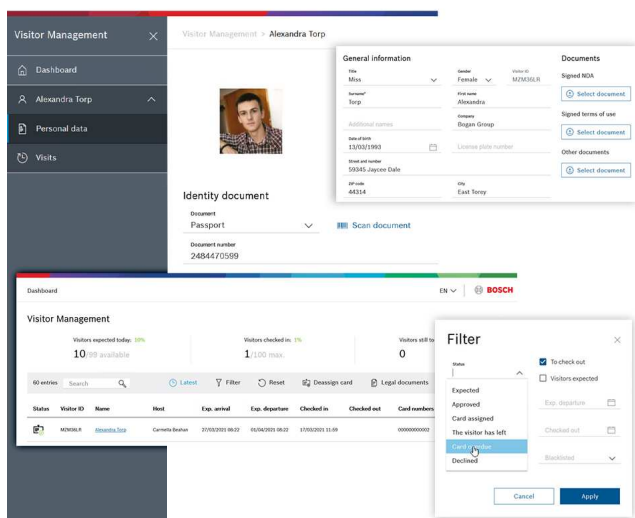 Visitor Management
Dashboard
Alexandra Torp
Personal data
Visits
Visitor Management > Alexandra Torp
Identity document
Document
Passport
Scan document
Document number
2484470599
General information
Title
Miss
Gender
Female
Visitor ID
MZM36LR
Surname*
Torp
First name
Alexandra
Additional names
Company
Bogan Group
Date of birth
13/03/1993
License plate number
Street and number
59345 Jaycee Dale
ZIP code
44314
City
East Torey
Documents
Signed NDA
Select document
Signed terms of use
Select document
Other documents
Select document
Dashboard
EN
BOSCH
Visitor Management
Visitors expected today: 10%
10/99 available
Visitors checked in: 1%
1/100 max.
Visitors still to
0
60 entries Search Latest Filter Reset Deassign card Legal documents
Status Visitor ID Name Host Exp. arrival Exp. departure Checked in Checked out Card numbers
MZM36LR Alexandra Torp Carmella Beahan 27/03/2021 08:22 01/04/2021 08:22 17/03/2021 11:59
Filter
Status
Expected
Approved
Card assigned
The visitor has left
Card overdue
Declined
To check out
Visitors expected
Exp. departure
Checked out
Blacklisted
Cancel
Apply